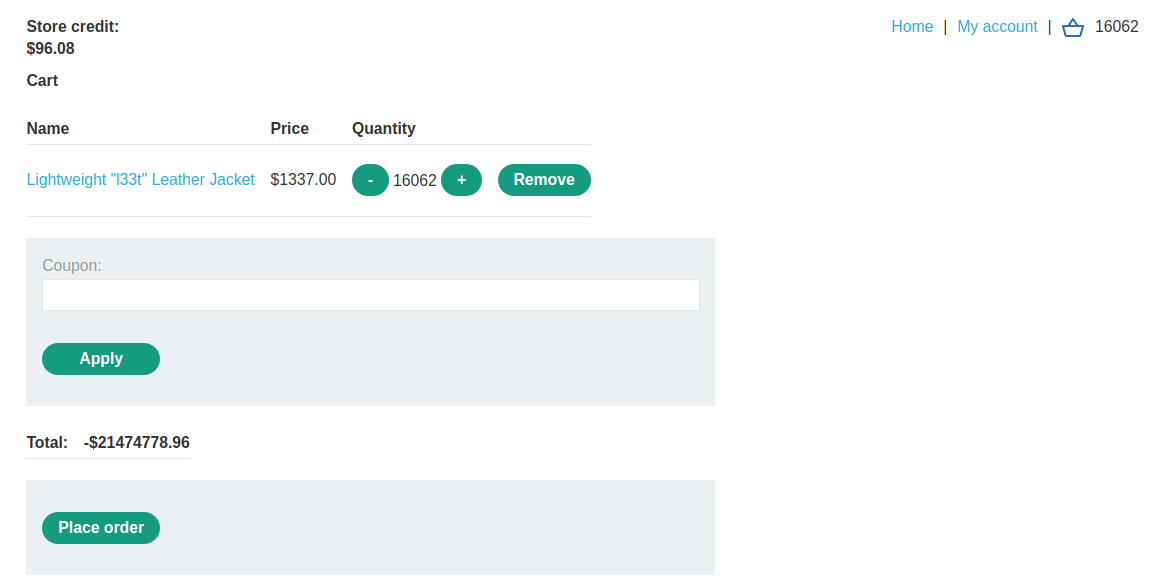 Store credit:
$96.08
Home | My account | 16062
Cart
Name Price Quantity
Lightweight "l33t" Leather Jacket $1337.00 - 16062 + Remove
Coupon:
Apply
Total: -$21474778.96
Place order